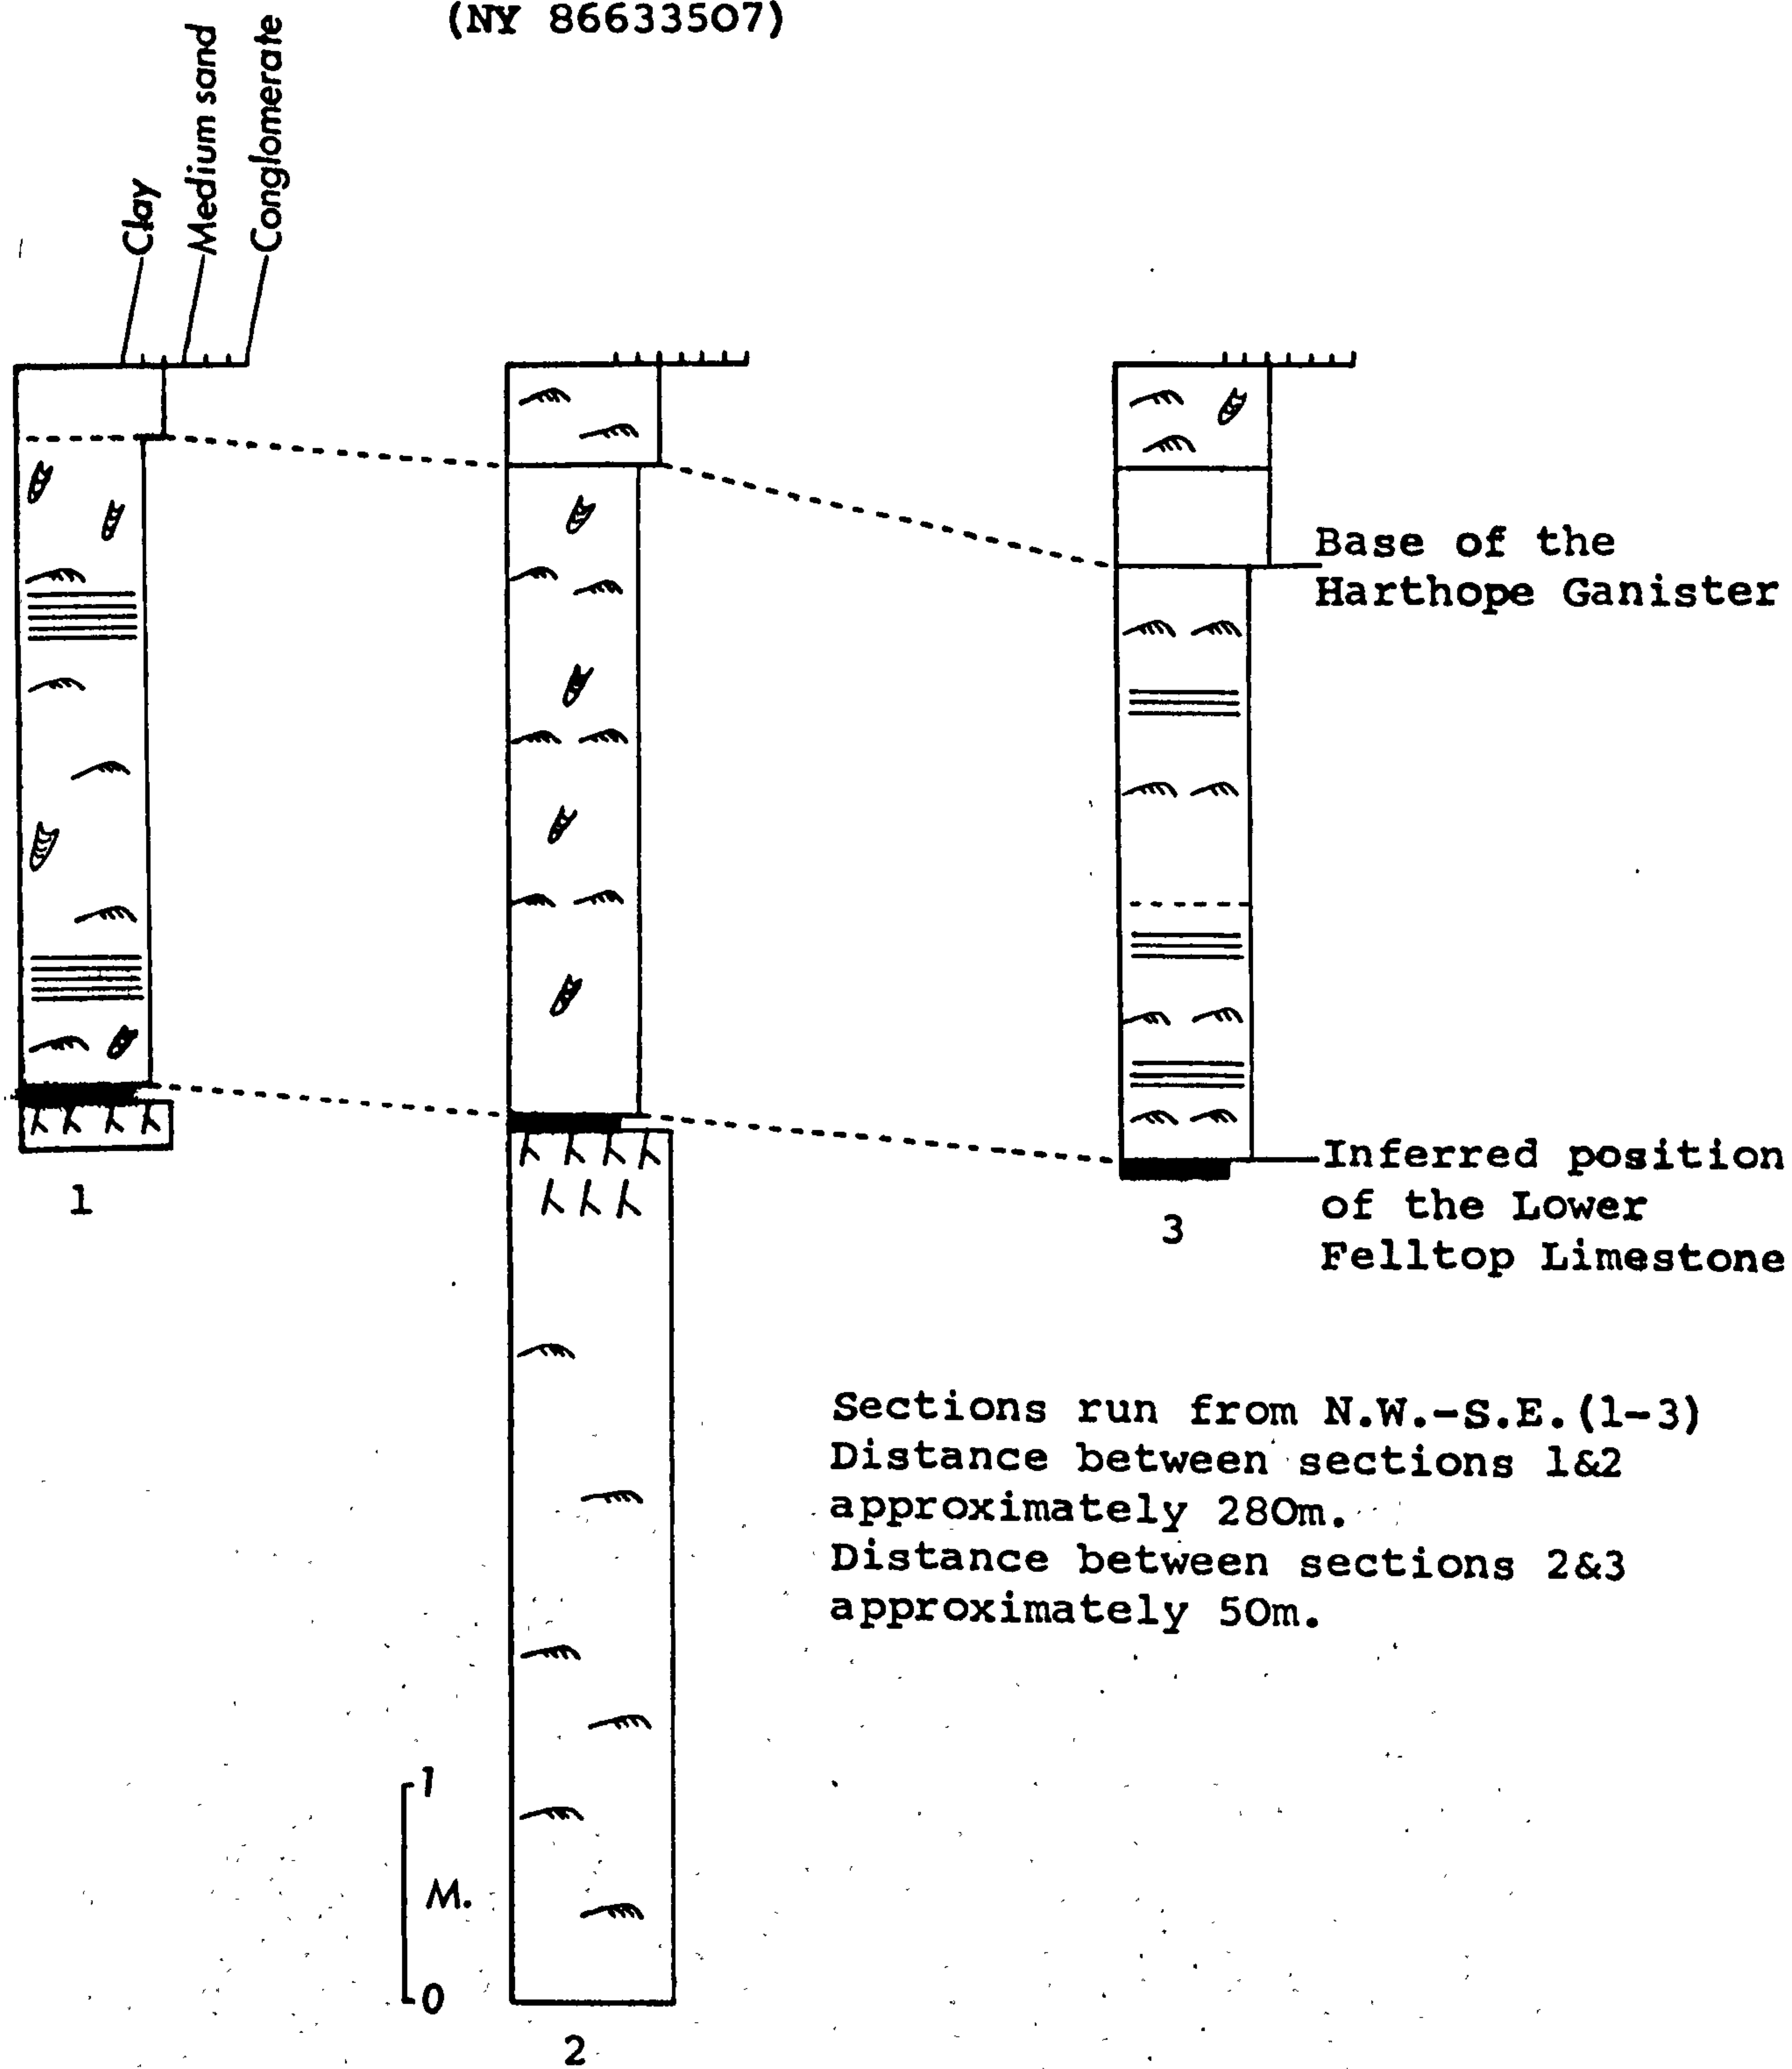 (NY 86633507)
Clay
Medium sand
Conglomerate
Base of the
Harthope Ganister
1
3
Inferred position
of the Lower
Felltop Limestone
Sections run from N.W.-S.E.(1-3)
Distance between sections 1&2
approximately 280m.
Distance between sections 2&3
approximately 50m.
1
M.
0
2